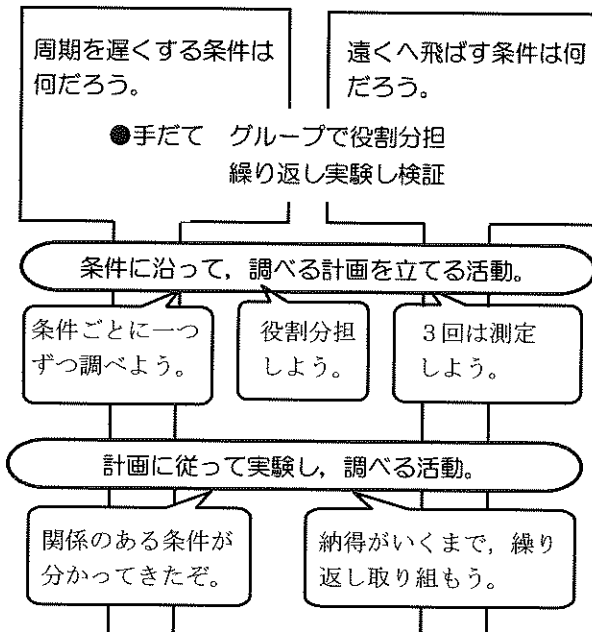 周期を遅くする条件は
何だろう。
遠くへ飛ばす条件は何
だろう。
●手だて　グループで役割分担
繰り返し実験し検証
条件に沿って，調べる計画を立てる活動。
条件ごとに一つ
ずつ調べよう。
役割分担
しよう。
３回は測定
しよう。
計画に従って実験し，調べる活動。
関係のある条件が
分かってきたぞ。
納得がいくまで，繰り
返し取り組もう。